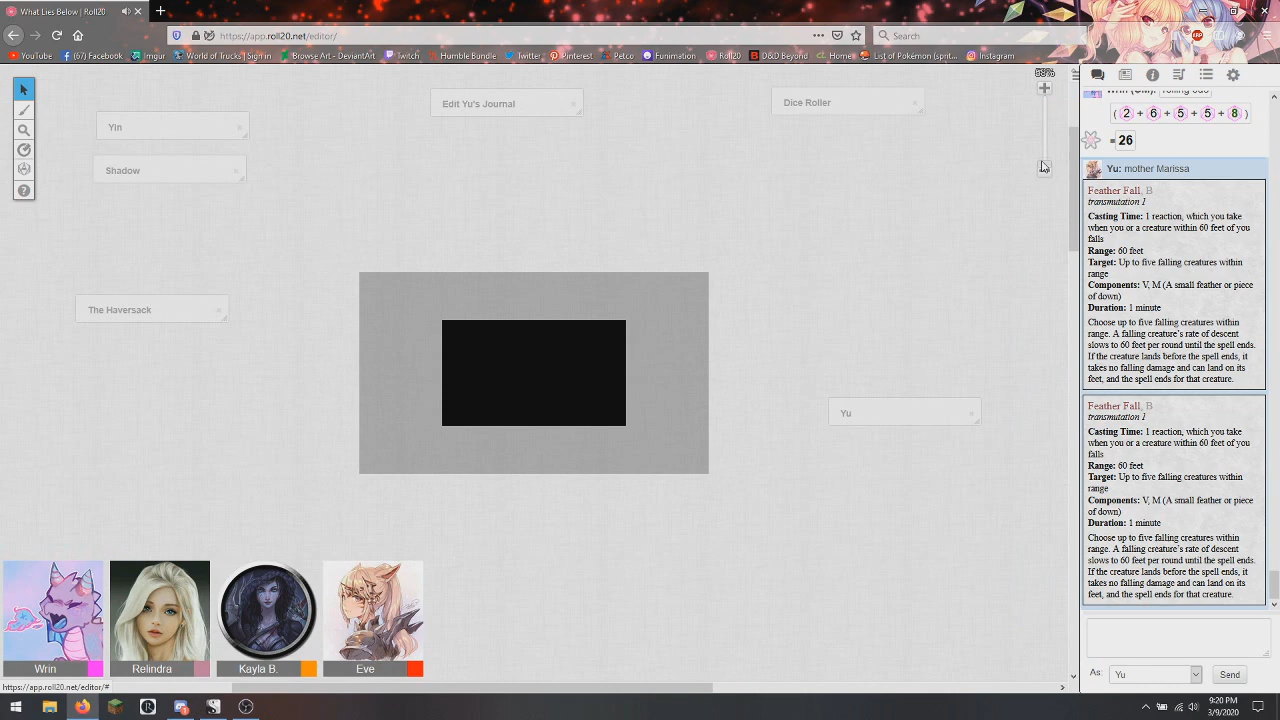 What Lies Below | Roll20
https://app.roll20.net/editor/
Search
YouTube
(67) Facebook
Imgur
World of Trucks | Sign in
Browse Art - DeviantArt
Twitch
Humble Bundle
Twitter
Pinterest
Petco
Funimation
Roll20
D&D Beyond
Home
List of Pokémon (sprit...
Instagram
Yin
Shadow
Edit Yu's Journal
Dice Roller
The Haversack
Yu
( 2 + 6 + 5 + 5 + 8 )
= 26
Yu: mother Marissa
Feather Fall, B
transmutation 1
Casting Time: 1 reaction, which you take
when you or a creature within 60 feet of you
falls
Range: 60 feet
Target: Up to five falling creatures within
range
Components: V, M (A small feather or piece
of down)
Duration: 1 minute
Choose up to five falling creatures within
range. A falling creature's rate of descent
slows to 60 feet per round until the spell ends.
If the creature lands before the spell ends, it
takes no falling damage and can land on its
feet, and the spell ends for that creature.
Feather Fall, B
transmutation 1
Casting Time: 1 reaction, which you take
when you or a creature within 60 feet of you
falls
Range: 60 feet
Target: Up to five falling creatures within
range
Components: V, M (A small feather or piece
of down)
Duration: 1 minute
Choose up to five falling creatures within
range. A falling creature's rate of descent
slows to 60 feet per round until the spell ends.
If the creature lands before the spell ends, it
takes no falling damage and can land on its
feet, and the spell ends for that creature.
Wrin
Relindra
Kayla B.
Eve
As: Yu
Send
https://app.roll20.net/editor/#
9:20 PM
3/9/2020